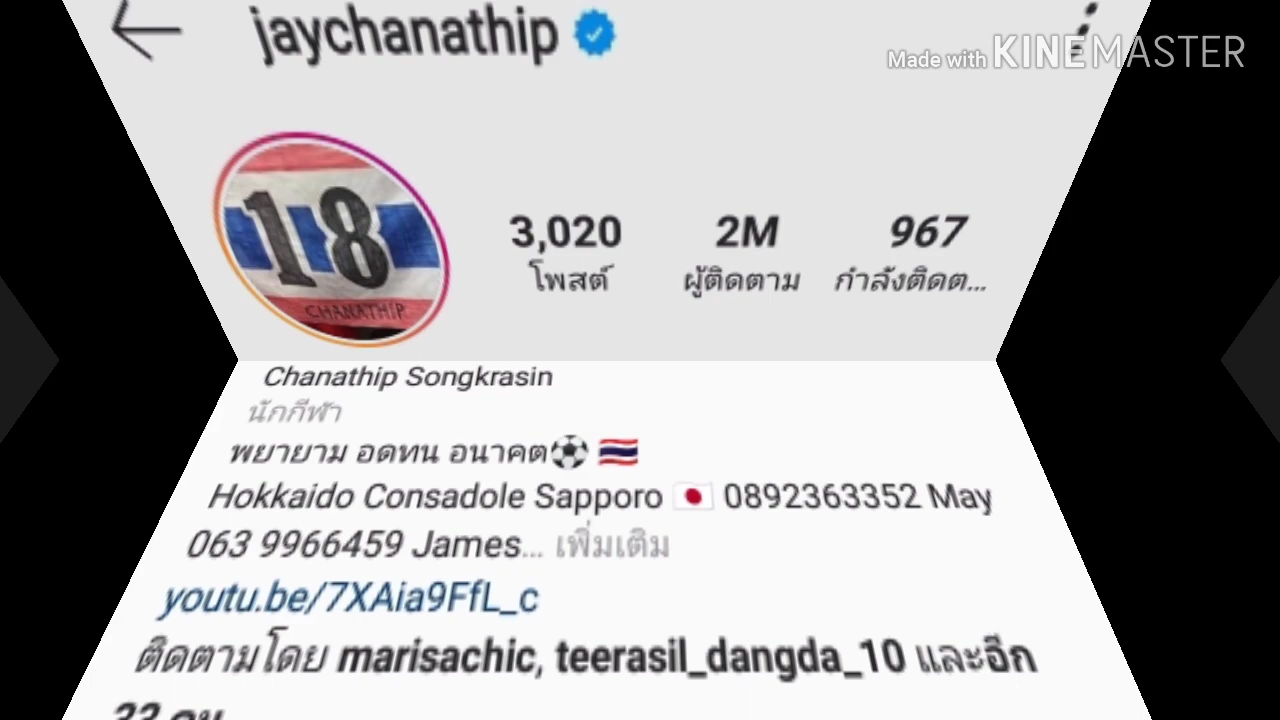 jaychanathip
Made with KINEMASTER
18
CHANATHIP
3,020 2M 967
โพสต์ ผู้ติดตาม กำลังติดต...
Chanathip Songkrasin
นักกีฬา
พยายาม อดทน อนาคต⚽ 🇹🇭
Hokkaido Consadole Sapporo 🇯🇵 0892363352 May
063 9966459 James... เพิ่มเติม
youtu.be/7XAia9FfL_c
ติดตามโดย marisachic, teerasil_dangda_10 และอีก
33 คน